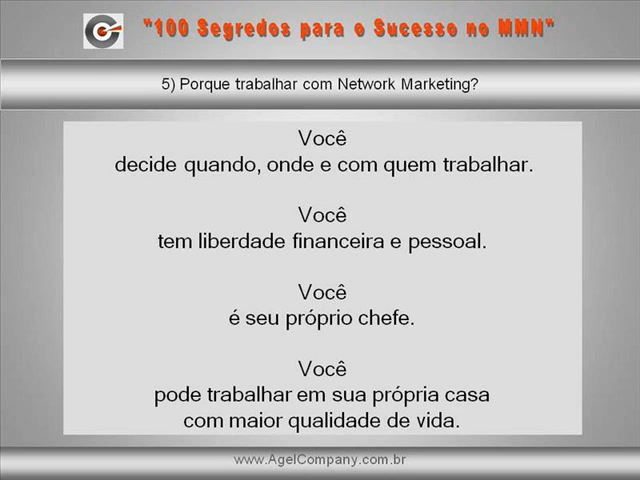 "100 Segredos para o Sucesso no MMN"
5) Porque trabalhar com Network Marketing?
Você
decide quando, onde e com quem trabalhar.
Você
tem liberdade financeira e pessoal.
Você
é seu próprio chefe.
Você
pode trabalhar em sua própria casa
com maior qualidade de vida.
www.AgelCompany.com.br